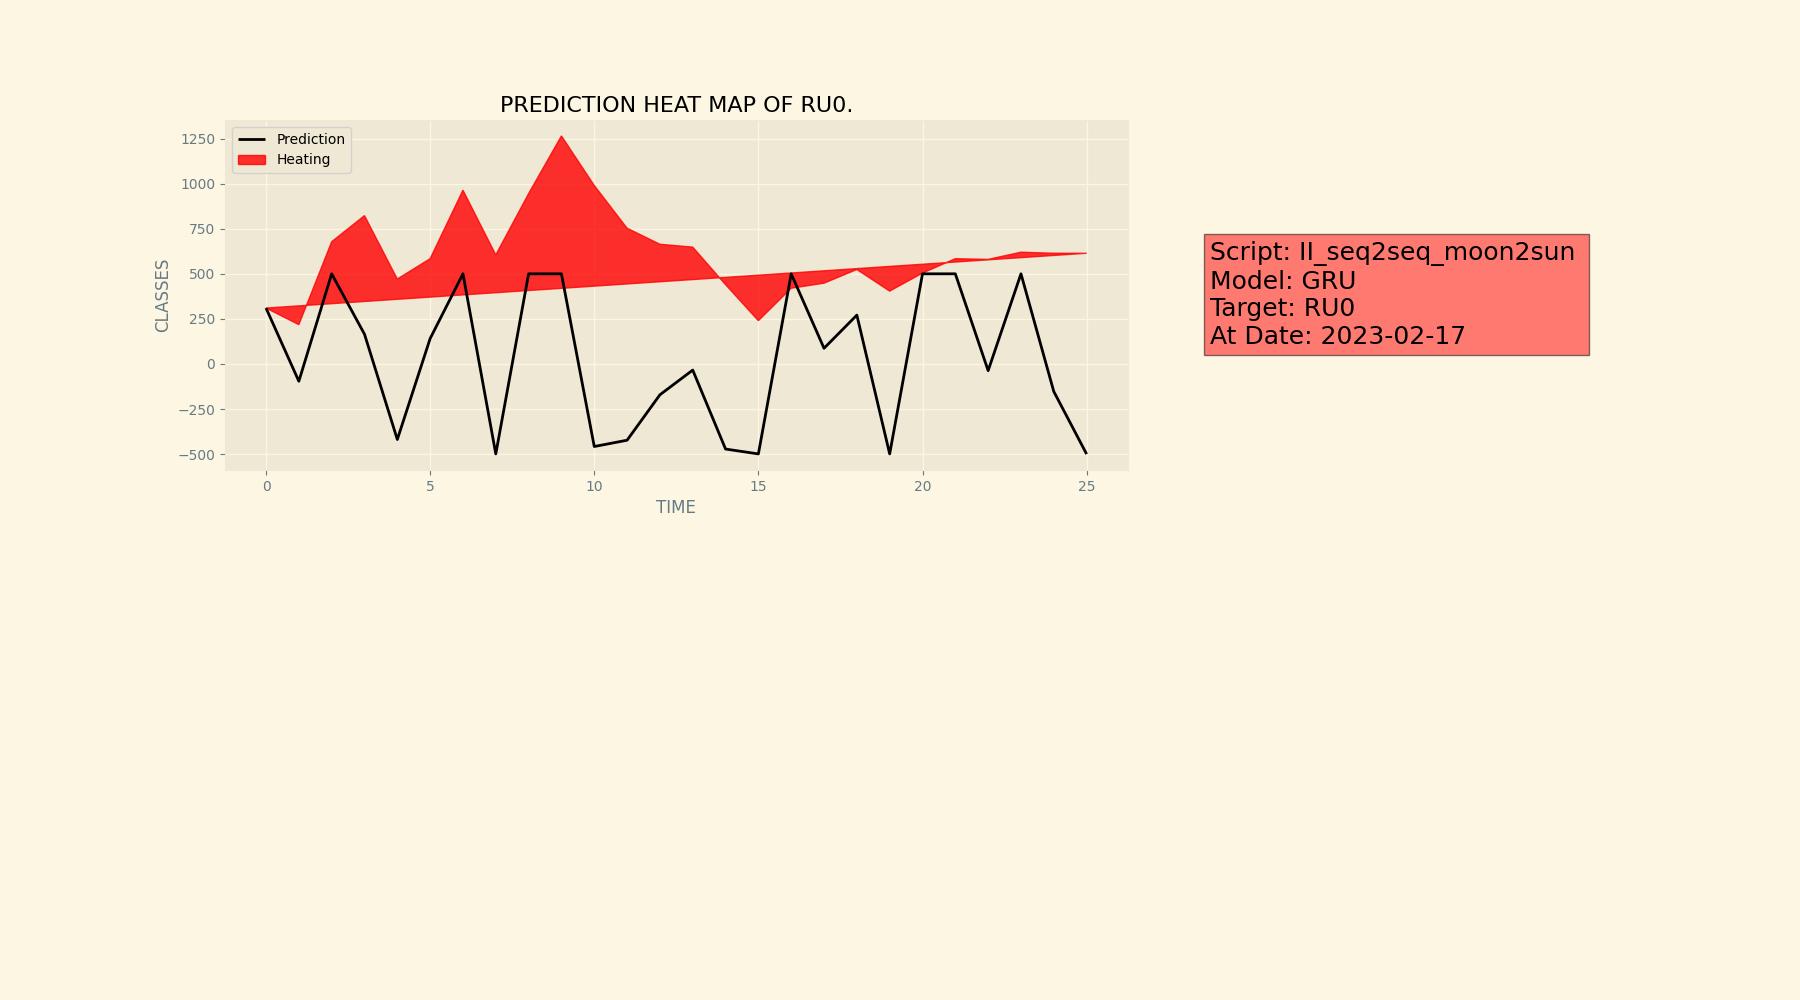 PREDICTION HEAT MAP OF RU0.
Prediction
Heating
1250
1000
750
500
250
0
−250
−500
CLASSES
0 5 10 15 20 25
TIME
Script: II_seq2seq_moon2sun
Model: GRU
Target: RU0
At Date: 2023-02-17